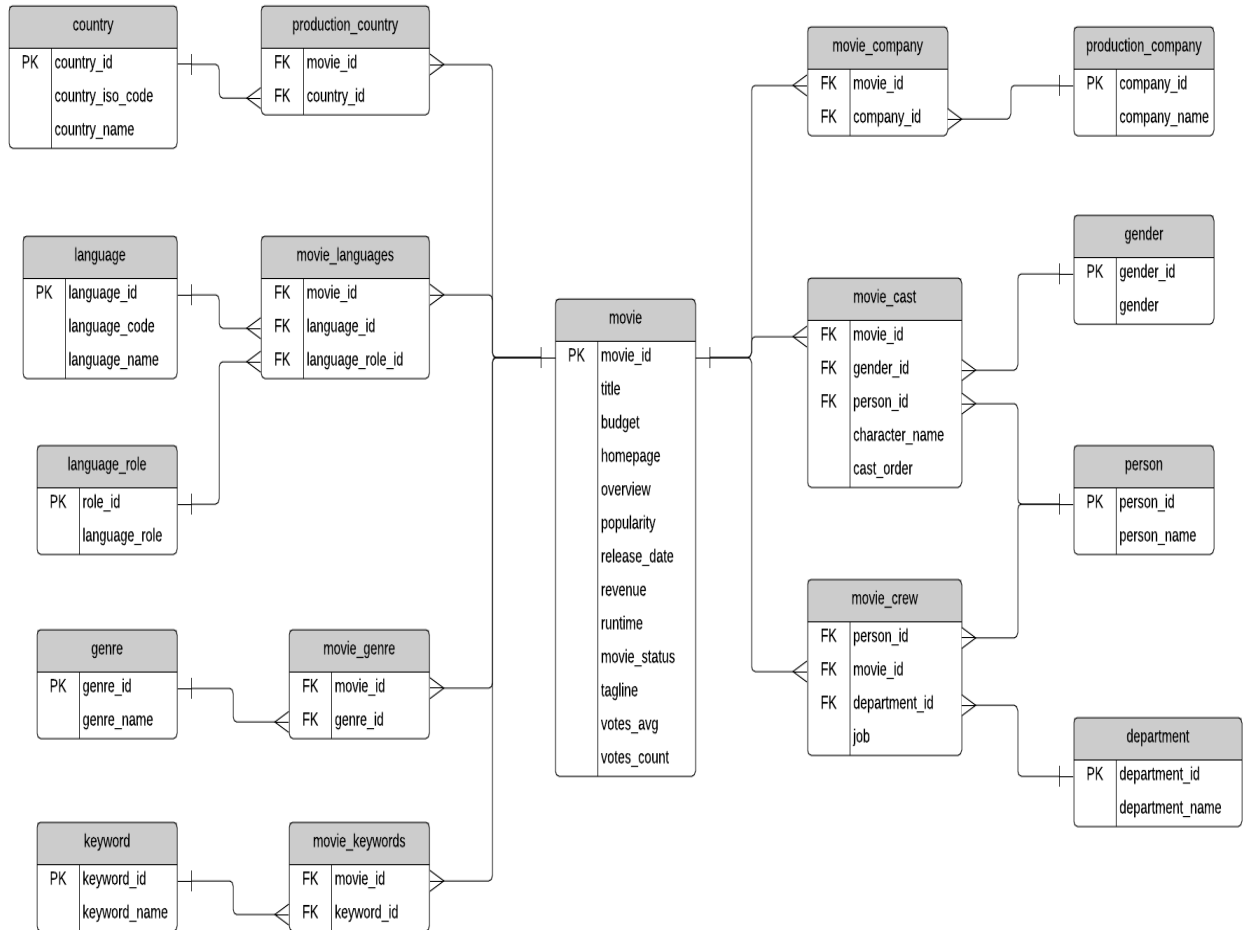 country
PK country_id
country_iso_code
country_name
production_country
FK movie_id
FK country_id
language
PK language_id
language_code
language_name
movie_languages
FK movie_id
FK language_id
FK language_role_id
language_role
PK role_id
language_role
genre
PK genre_id
genre_name
movie_genre
FK movie_id
FK genre_id
keyword
PK keyword_id
keyword_name
movie_keywords
FK movie_id
FK keyword_id
movie
PK movie_id
title
budget
homepage
overview
popularity
release_date
revenue
runtime
movie_status
tagline
votes_avg
votes_count
movie_company
FK movie_id
FK company_id
production_company
PK company_id
company_name
gender
PK gender_id
gender
movie_cast
FK movie_id
FK gender_id
FK person_id
character_name
cast_order
person
PK person_id
person_name
movie_crew
FK person_id
FK movie_id
FK department_id
job
department
PK department_id
department_name